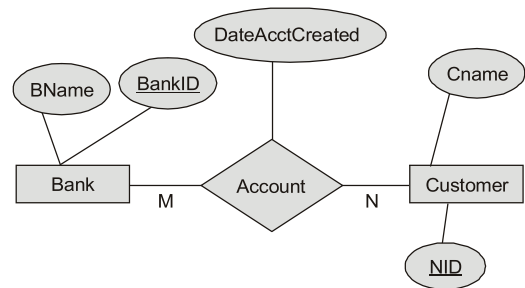 DateAcctCreated
BName
BankID
Cname
Bank
M
Account
N
Customer
NID